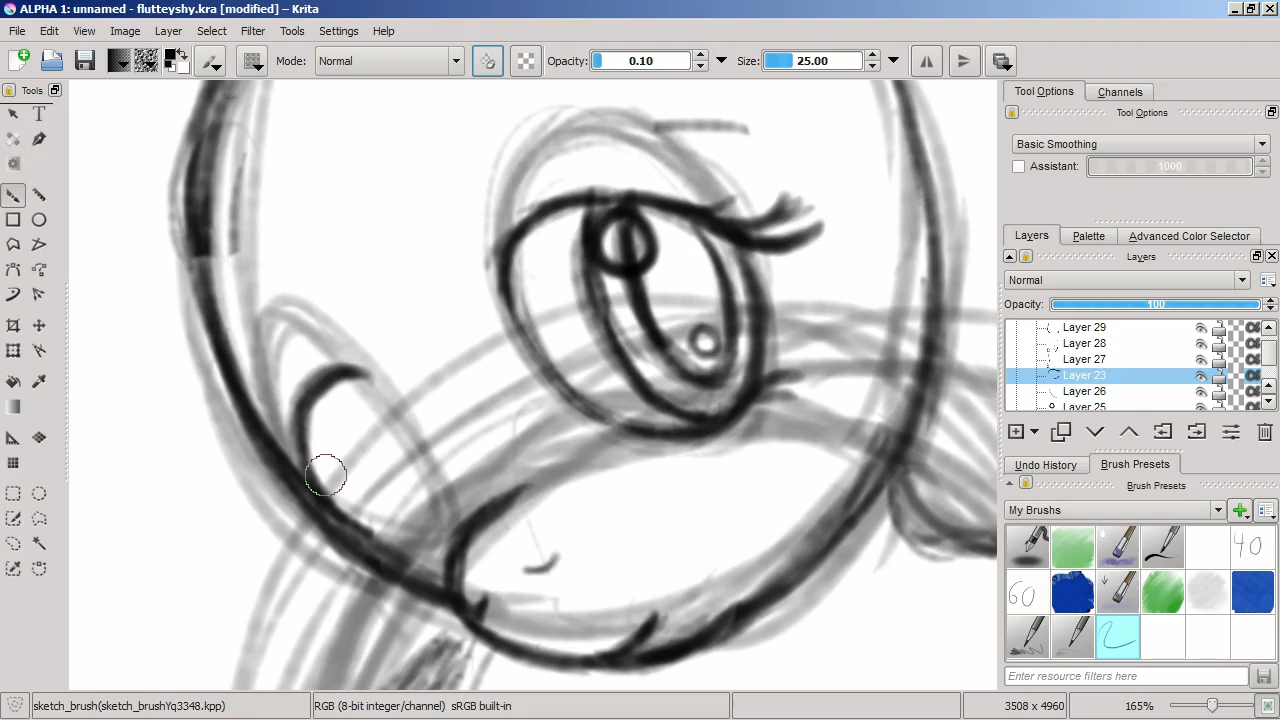 ALPHA 1: unnamed - flutteyshy.kra [modified] – Krita
File Edit View Image Layer Select Filter Tools Settings Help
Mode: Normal Opacity: 0.10 Size: 25.00
Tools
T
Tool Options Channels
Tool Options
Basic Smoothing
Assistant: 1000
Layers Palette Advanced Color Selector
Layers
Normal
Opacity: 100
Layer 29
Layer 28
Layer 27
Layer 23
Layer 26
Layer 25
Undo History Brush Presets
Brush Presets
My Brushes
40
60
Enter resource filters here
sketch_brush(sketch_brushYq3348.kpp) RGB (8-bit integer/channel) sRGB built-in 3508 x 4960 165%